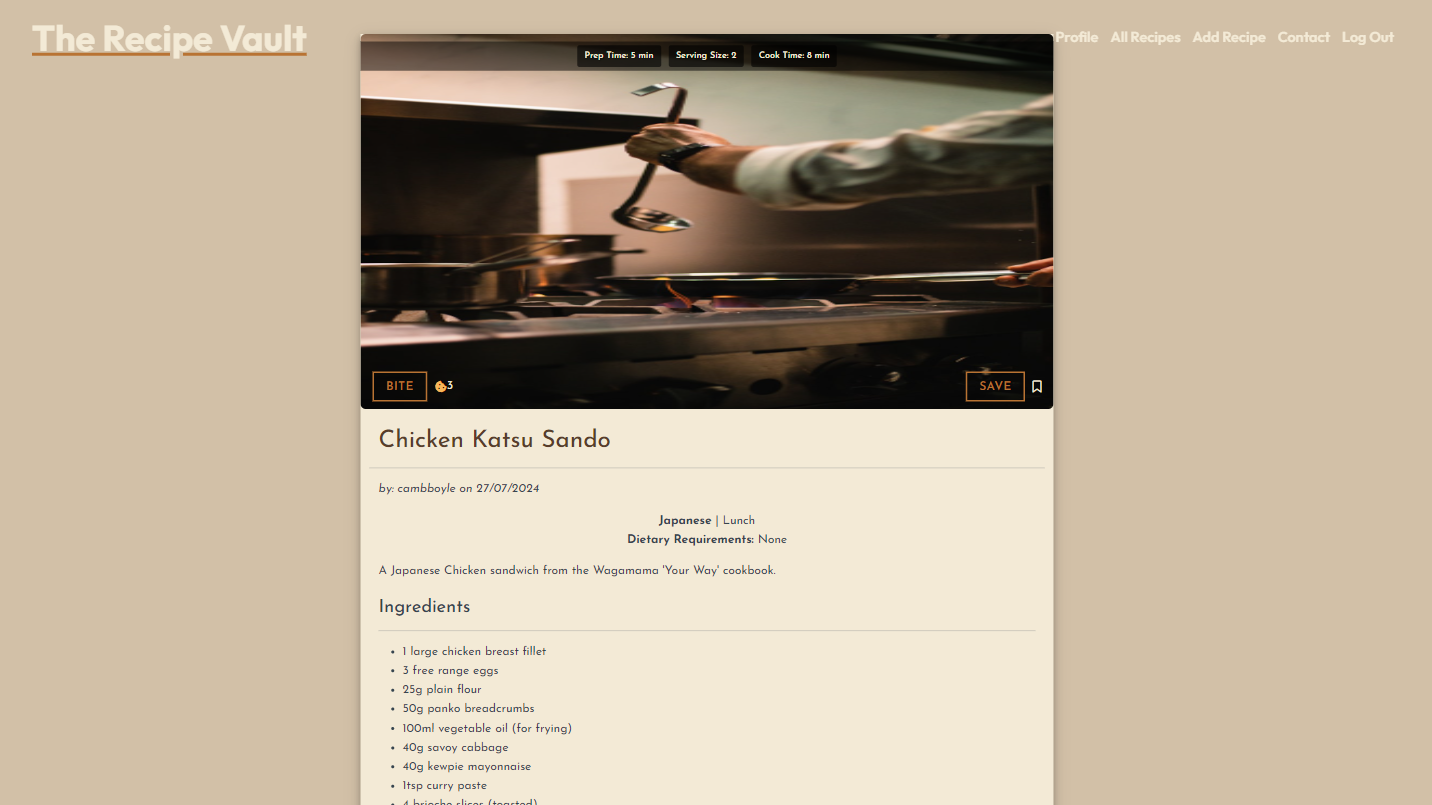 The Recipe Vault
Profile All Recipes Add Recipe Contact Log Out
Prep Time: 5 min Serving Size: 2 Cook Time: 8 min
BITE 3 SAVE
Chicken Katsu Sando
by: cambboyle on 27/07/2024
Japanese | Lunch
Dietary Requirements: None
A Japanese Chicken sandwich from the Wagamama 'Your Way' cookbook.
Ingredients
• 1 large chicken breast fillet
• 3 free range eggs
• 25g plain flour
• 50g panko breadcrumbs
• 100ml vegetable oil (for frying)
• 40g savoy cabbage
• 40g kewpie mayonnaise
• 1tsp curry paste
• 4 brioche slices (toasted)